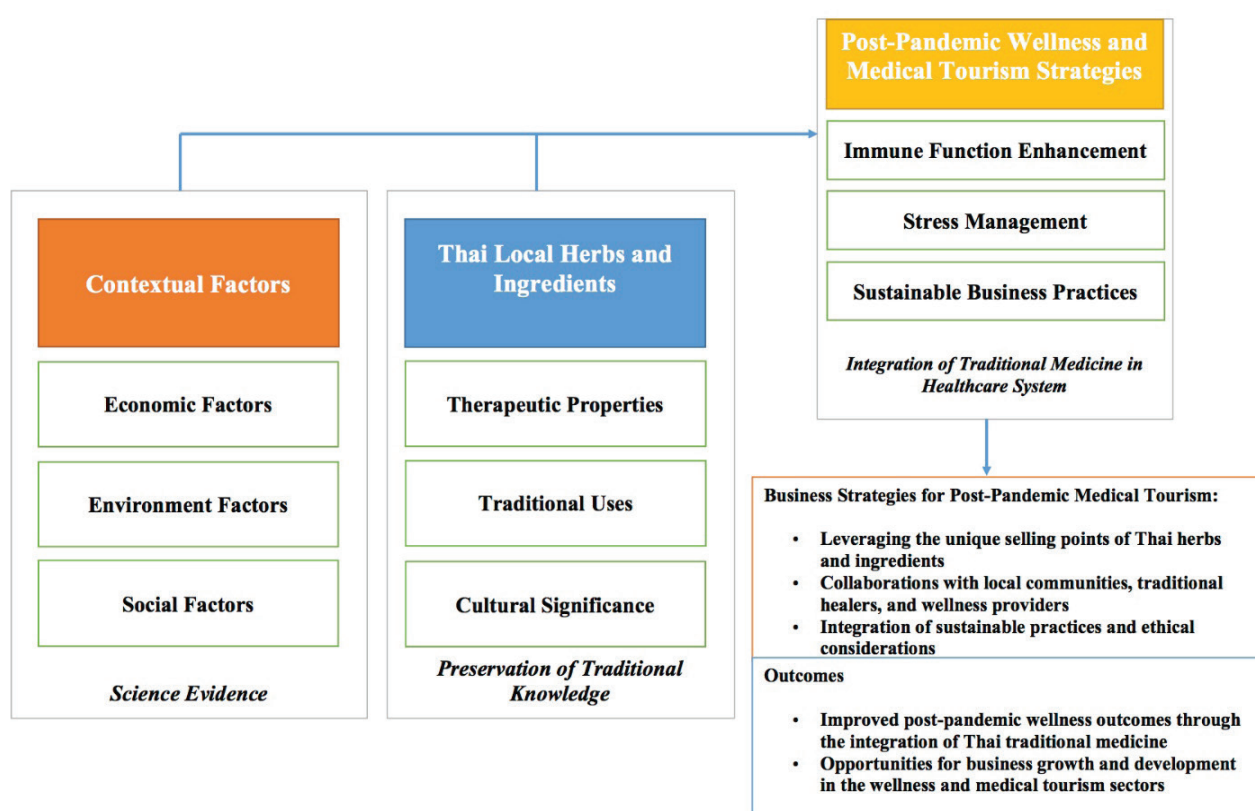 Post-Pandemic Wellness and
Medical Tourism Strategies
Immune Function Enhancement
Stress Management
Sustainable Business Practices
Integration of Traditional Medicine in
Healthcare System
Contextual Factors
Economic Factors
Environment Factors
Social Factors
Science Evidence
Thai Local Herbs and
Ingredients
Therapeutic Properties
Traditional Uses
Cultural Significance
Preservation of Traditional
Knowledge
Business Strategies for Post-Pandemic Medical Tourism:
• Leveraging the unique selling points of Thai herbs
and ingredients
• Collaborations with local communities, traditional
healers, and wellness providers
• Integration of sustainable practices and ethical
considerations
Outcomes
• Improved post-pandemic wellness outcomes through
the integration of Thai traditional medicine
• Opportunities for business growth and development
in the wellness and medical tourism sectors